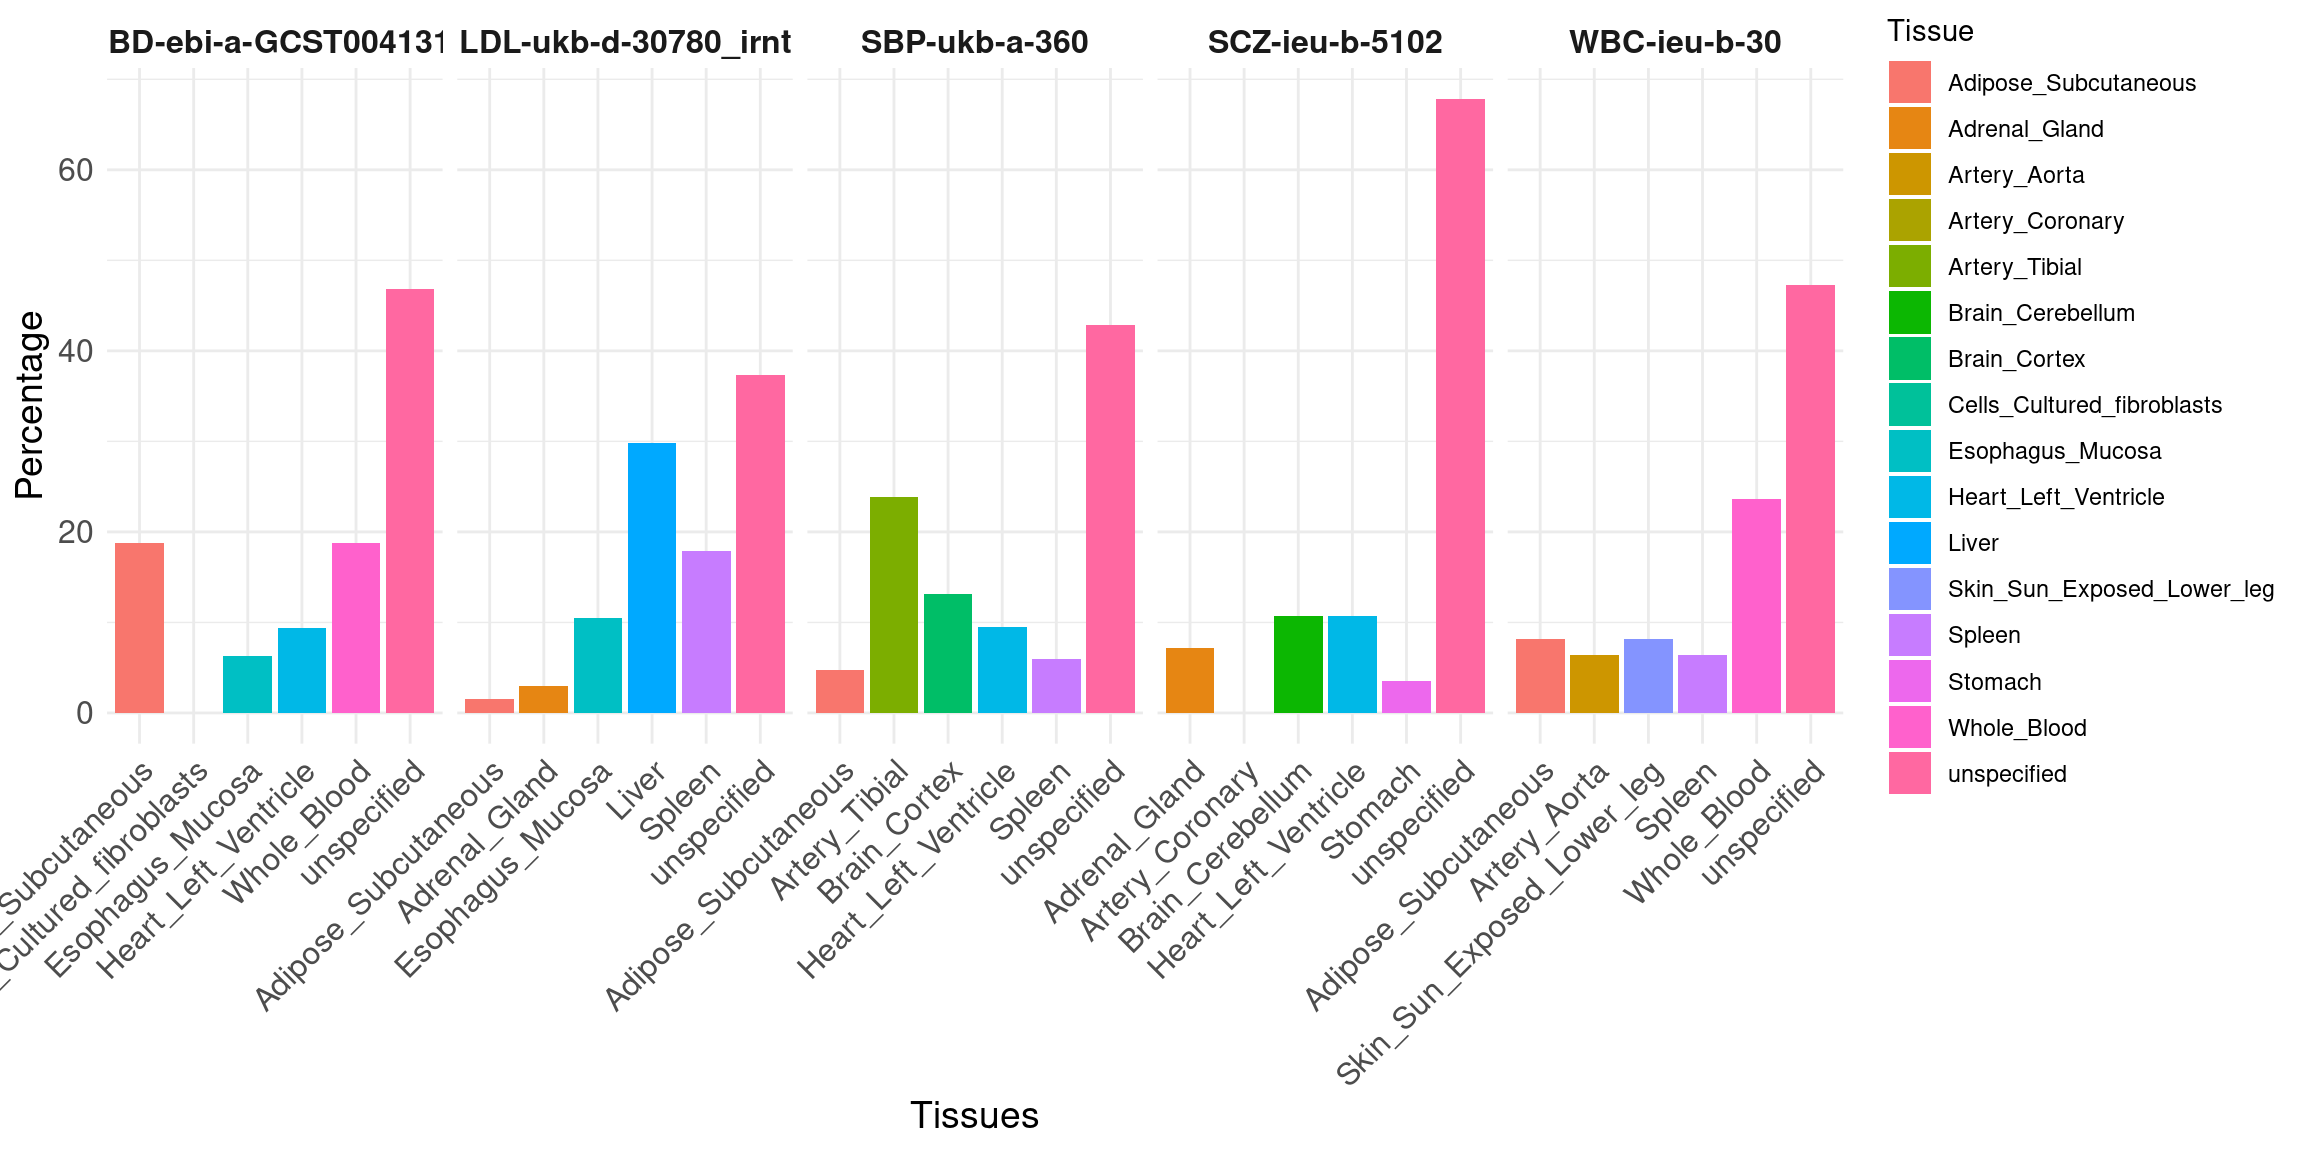 BD-ebi-a-GCST004131
LDL-ukb-d-30780_irnt
SBP-ukb-a-360
SCZ-ieu-b-5102
WBC-ieu-b-30
Percentage
60
40
20
0
_Subcutaneous
_Cultured_fibroblasts
Esophagus_Mucosa
Heart_Left_Ventricle
Whole_Blood
unspecified
Adipose_Subcutaneous
Adrenal_Gland
Esophagus_Mucosa
Liver
Spleen
unspecified
Adipose_Subcutaneous
Artery_Tibial
Brain_Cortex
Heart_Left_Ventricle
Spleen
unspecified
Adrenal_Gland
Artery_Coronary
Brain_Cerebellum
Heart_Left_Ventricle
Stomach
unspecified
Adipose_Subcutaneous
Artery_Aorta
Skin_Sun_Exposed_Lower_leg
Spleen
Whole_Blood
unspecified
Tissues
Tissue
Adipose_Subcutaneous
Adrenal_Gland
Artery_Aorta
Artery_Coronary
Artery_Tibial
Brain_Cerebellum
Brain_Cortex
Cells_Cultured_fibroblasts
Esophagus_Mucosa
Heart_Left_Ventricle
Liver
Skin_Sun_Exposed_Lower_leg
Spleen
Stomach
Whole_Blood
unspecified